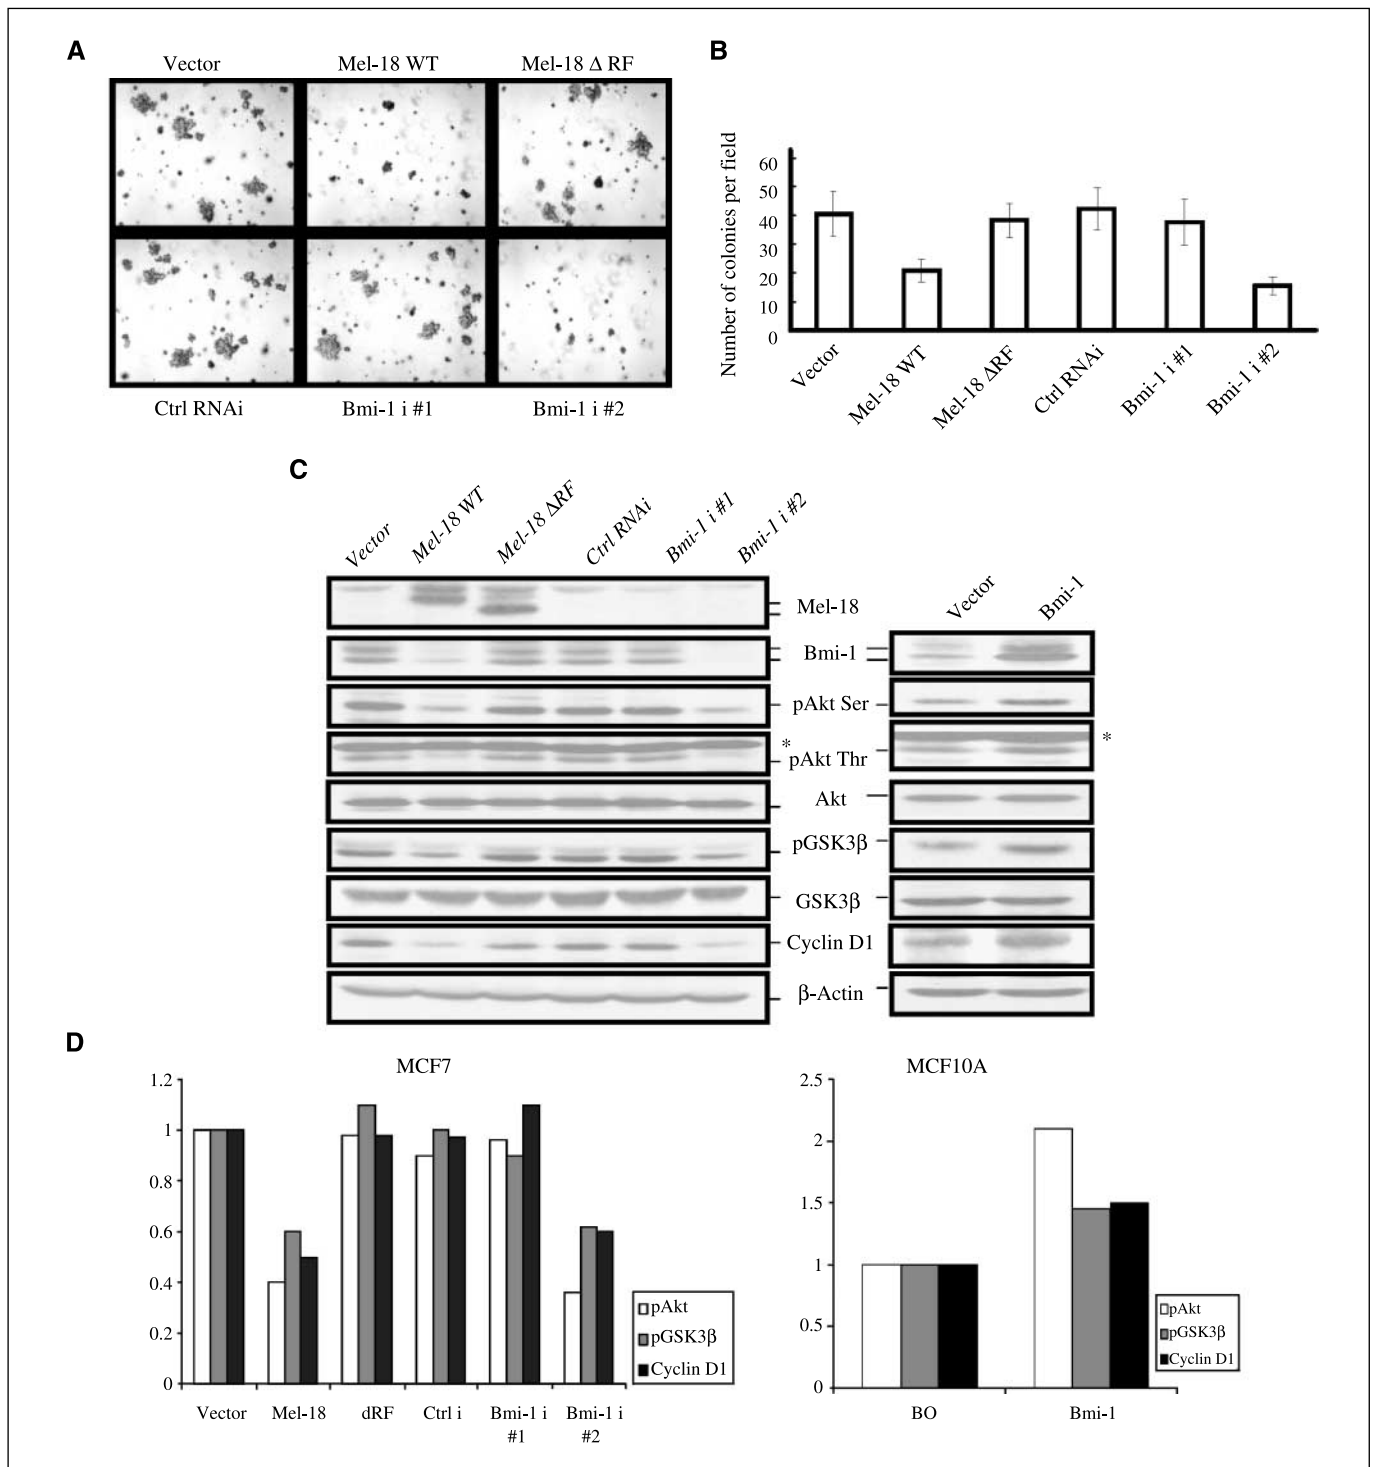 A
Vector Mel-18 WT Mel-18 Δ RF
Ctrl RNAi Bmi-1 i #1 Bmi-1 i #2
B
Number of colonies per field
60
50
40
30
20
10
0
Vector Mel-18 WT Mel-18 ΔRF Ctrl RNAi Bmi-1 i #1 Bmi-1 i #2
C
Vector Mel-18 WT Mel-18 ΔRF Ctrl RNAi Bmi-1 i #1 Bmi-1 i #2
Vector Bmi-1
Mel-18
Bmi-1
pAkt Ser
* *
pAkt Thr
Akt
pGSK3β
GSK3β
Cyclin D1
β-Actin
D
MCF7
1.2
1
0.8
0.6
0.4
0.2
0
Vector Mel-18 dRF Ctrl i Bmi-1 i #1 Bmi-1 i #2
pAkt
pGSK3β
Cyclin D1
MCF10A
2.5
2
1.5
1
0.5
0
BO Bmi-1
pAkt
pGSK3β
Cyclin D1